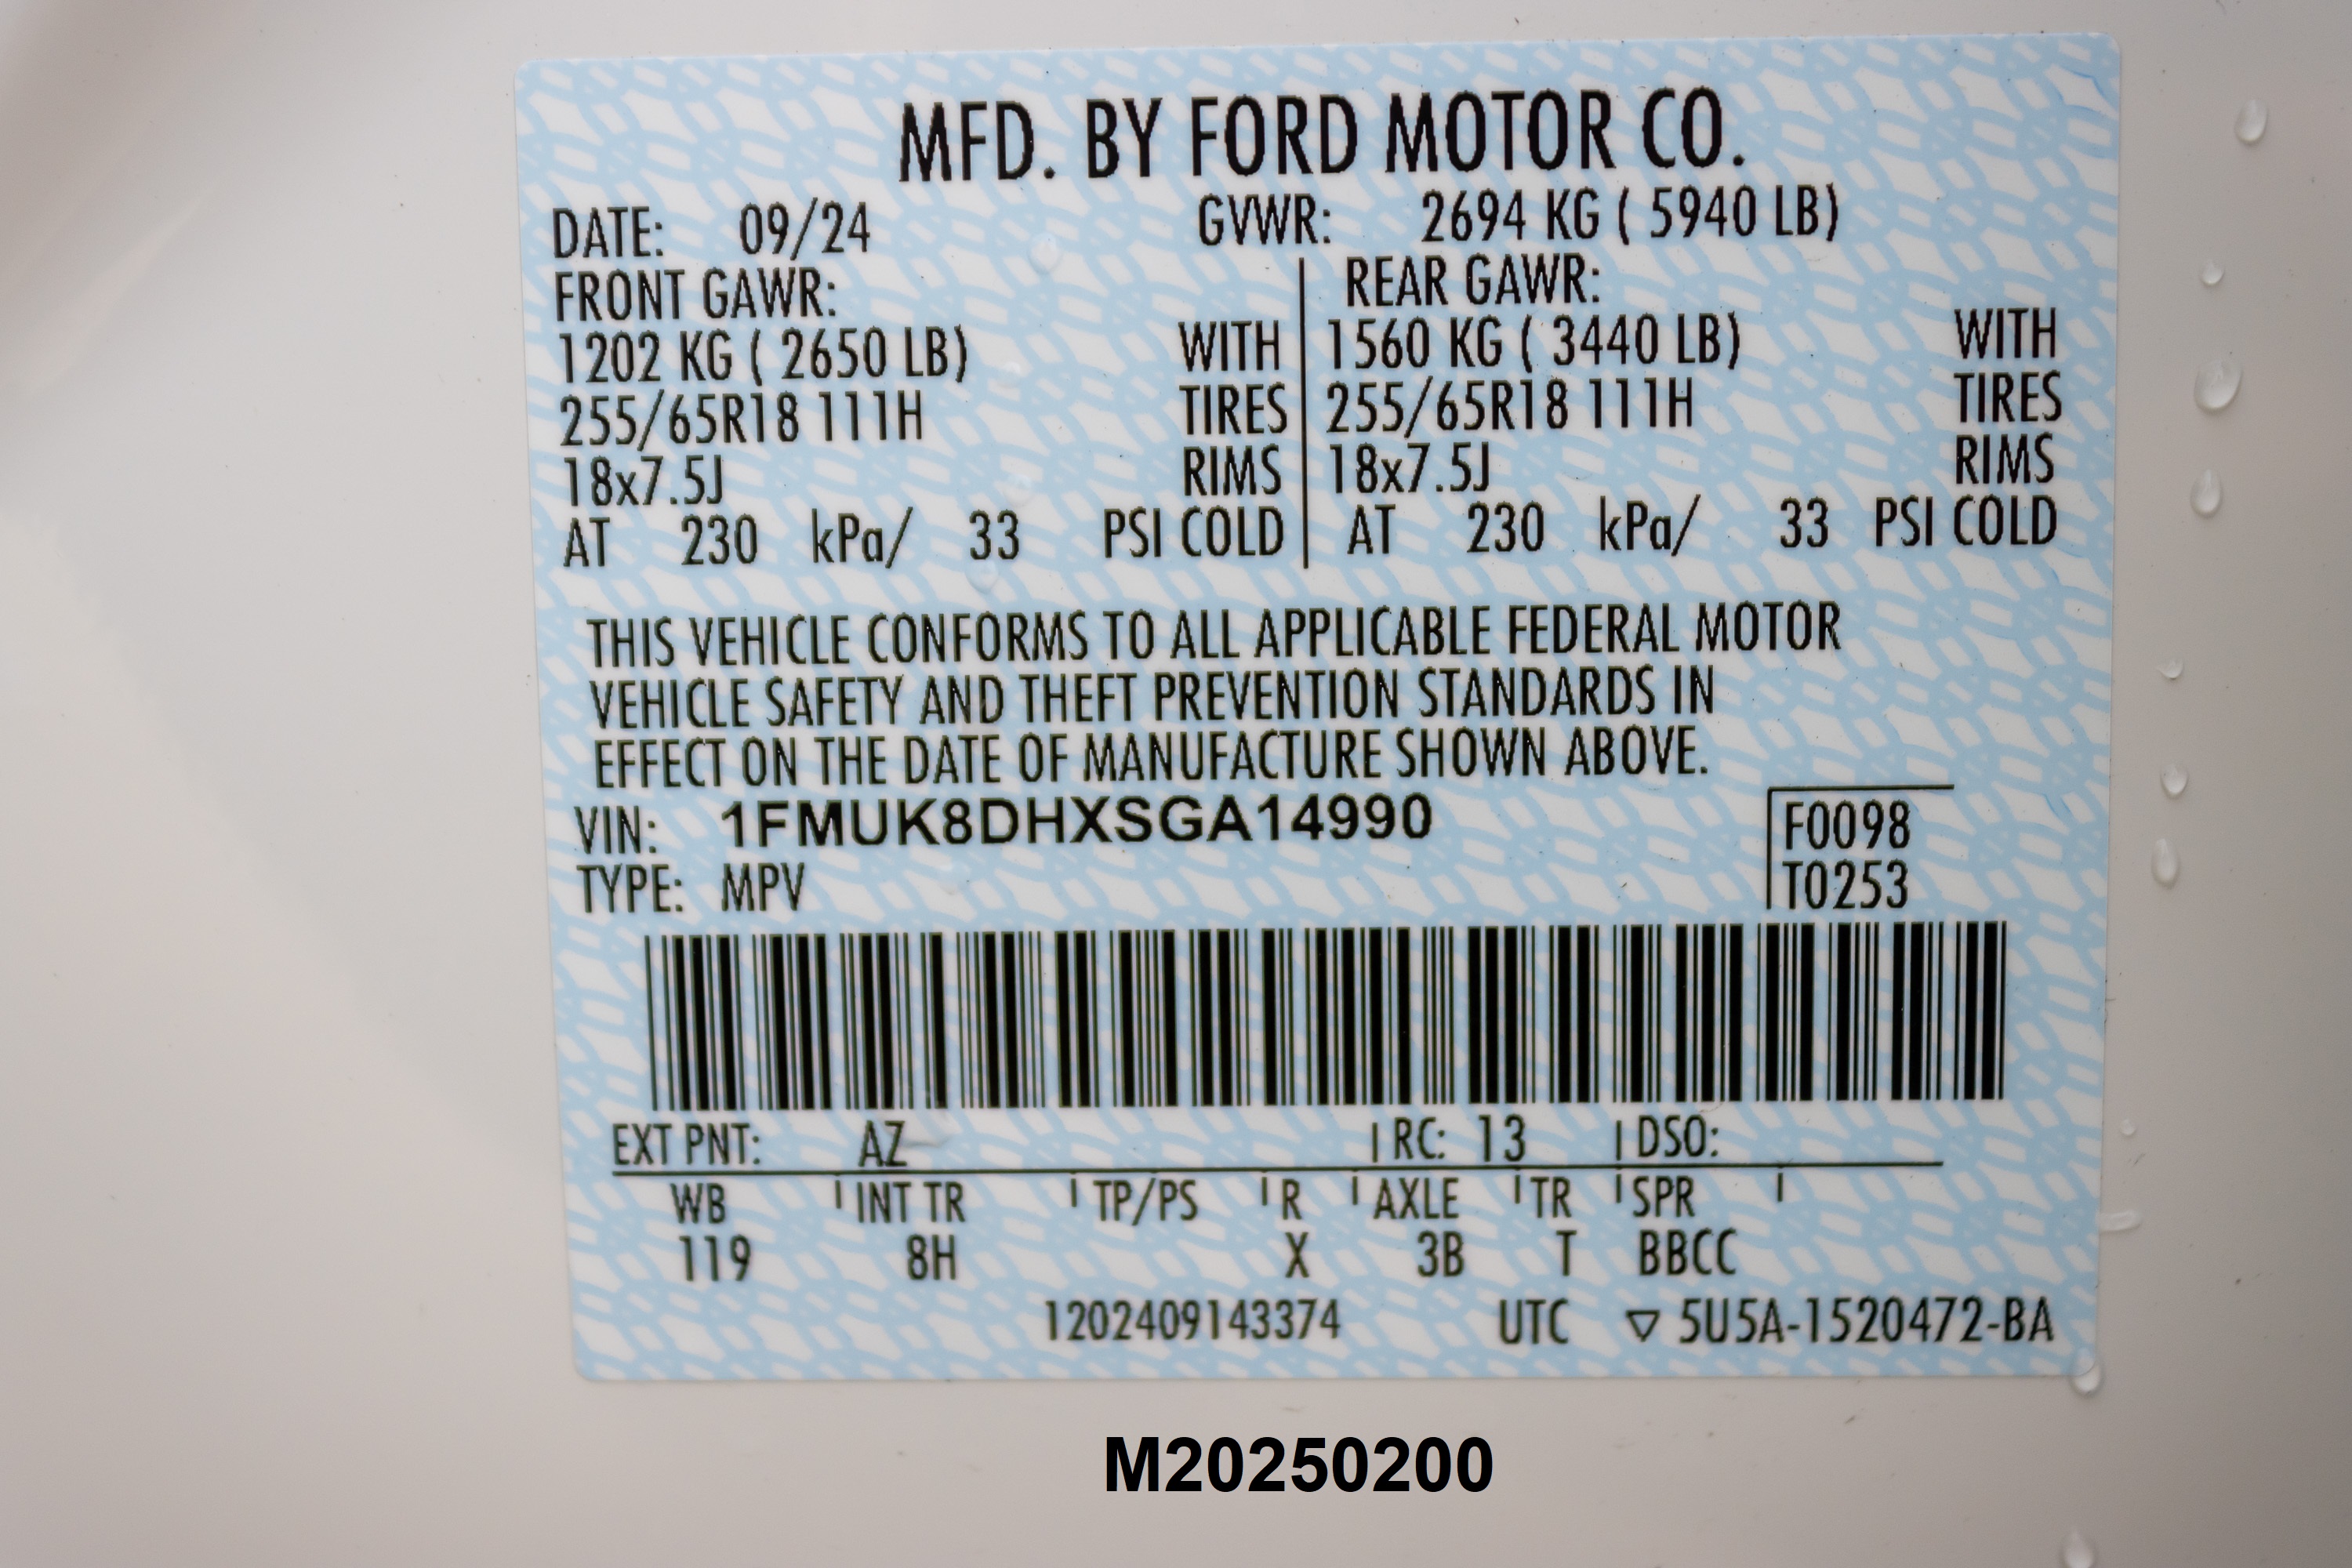 MFD. BY FORD MOTOR CO.
DATE: 09/24 GVWR: 2694 KG ( 5940 LB)
FRONT GAWR: REAR GAWR:
1202 KG ( 2650 LB) WITH 1560 KG ( 3440 LB) WITH
255/65R18 111H TIRES 255/65R18 111H TIRES
18x7.5J RIMS 18x7.5J RIMS
AT 230 kPa/ 33 PSI COLD AT 230 kPa/ 33 PSI COLD
THIS VEHICLE CONFORMS TO ALL APPLICABLE FEDERAL MOTOR
VEHICLE SAFETY AND THEFT PREVENTION STANDARDS IN
EFFECT ON THE DATE OF MANUFACTURE SHOWN ABOVE.
VIN: 1FMUK8DHXSGA14990 F0098
TYPE: MPV T0253
EXT PNT: AZ RC: 13 DSO:
WB INT TR TP/PS R AXLE TR SPR
119 8H X 3B T BBCC
1202409143374 UTC ▽ 5U5A-1520472-BA
M20250200